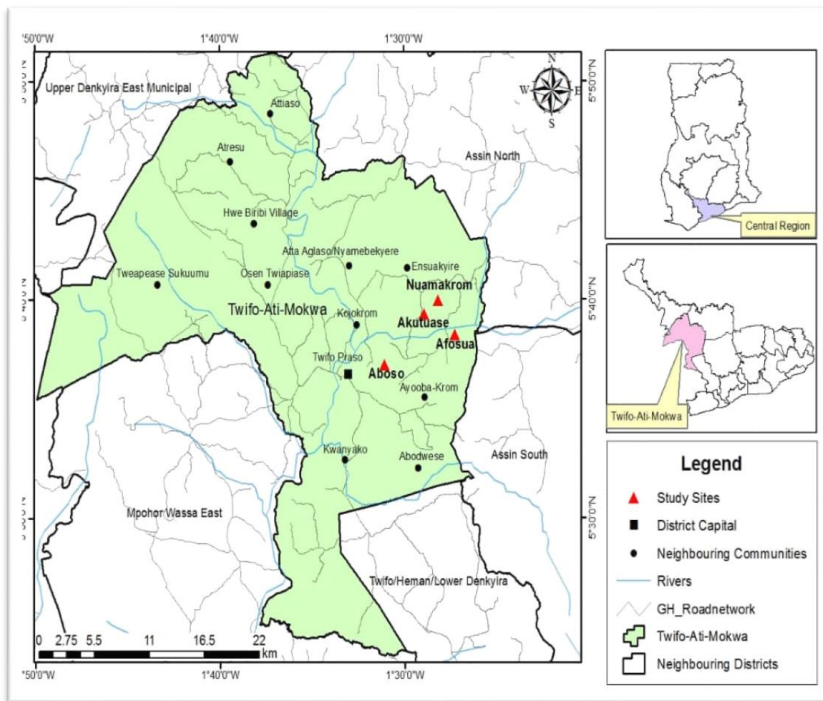 1°50'0"W
1°40'0"W
1°30'0"W
N
W
E
S
5°50'0"N
5°40'0"N
5°30'0"N
Upper Denkyira East Municipal
Attiaso
Atresu
Assin North
Hwe Biribi Village
Atta Aglaso/Nyamebekyere
Ensuakyire
Tweapease Sukuumu
Osen Twiapiase
Nuamakrom
Twifo-Ati-Mokwa
Kojokrom
Akutuase
Afosua
Twifo Praso
Aboso
Ayooba-Krom
Kwanyako
Abodwese
Assin South
Mpohor Wassa East
Twifo/Heman/Lower Denkyira
0 2.75 5.5 11 16.5 22
km
1°40'0"W
1°30'0"W
Central Region
Twifo-Ati-Mokwa
Legend
Study Sites
District Capital
Neighbouring Communities
Rivers
GH_Roadnetwork
Twifo-Ati-Mokwa
Neighbouring Districts